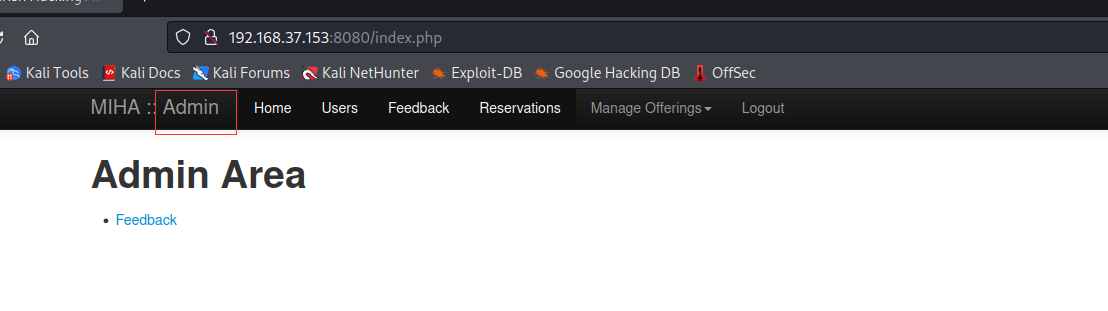 192.168.37.153:8080/index.php
Kali Tools Kali Docs Kali Forums Kali NetHunter Exploit-DB Google Hacking DB OffSec
MIHA :: Admin Home Users Feedback Reservations Manage Offerings Logout
Admin Area
Feedback